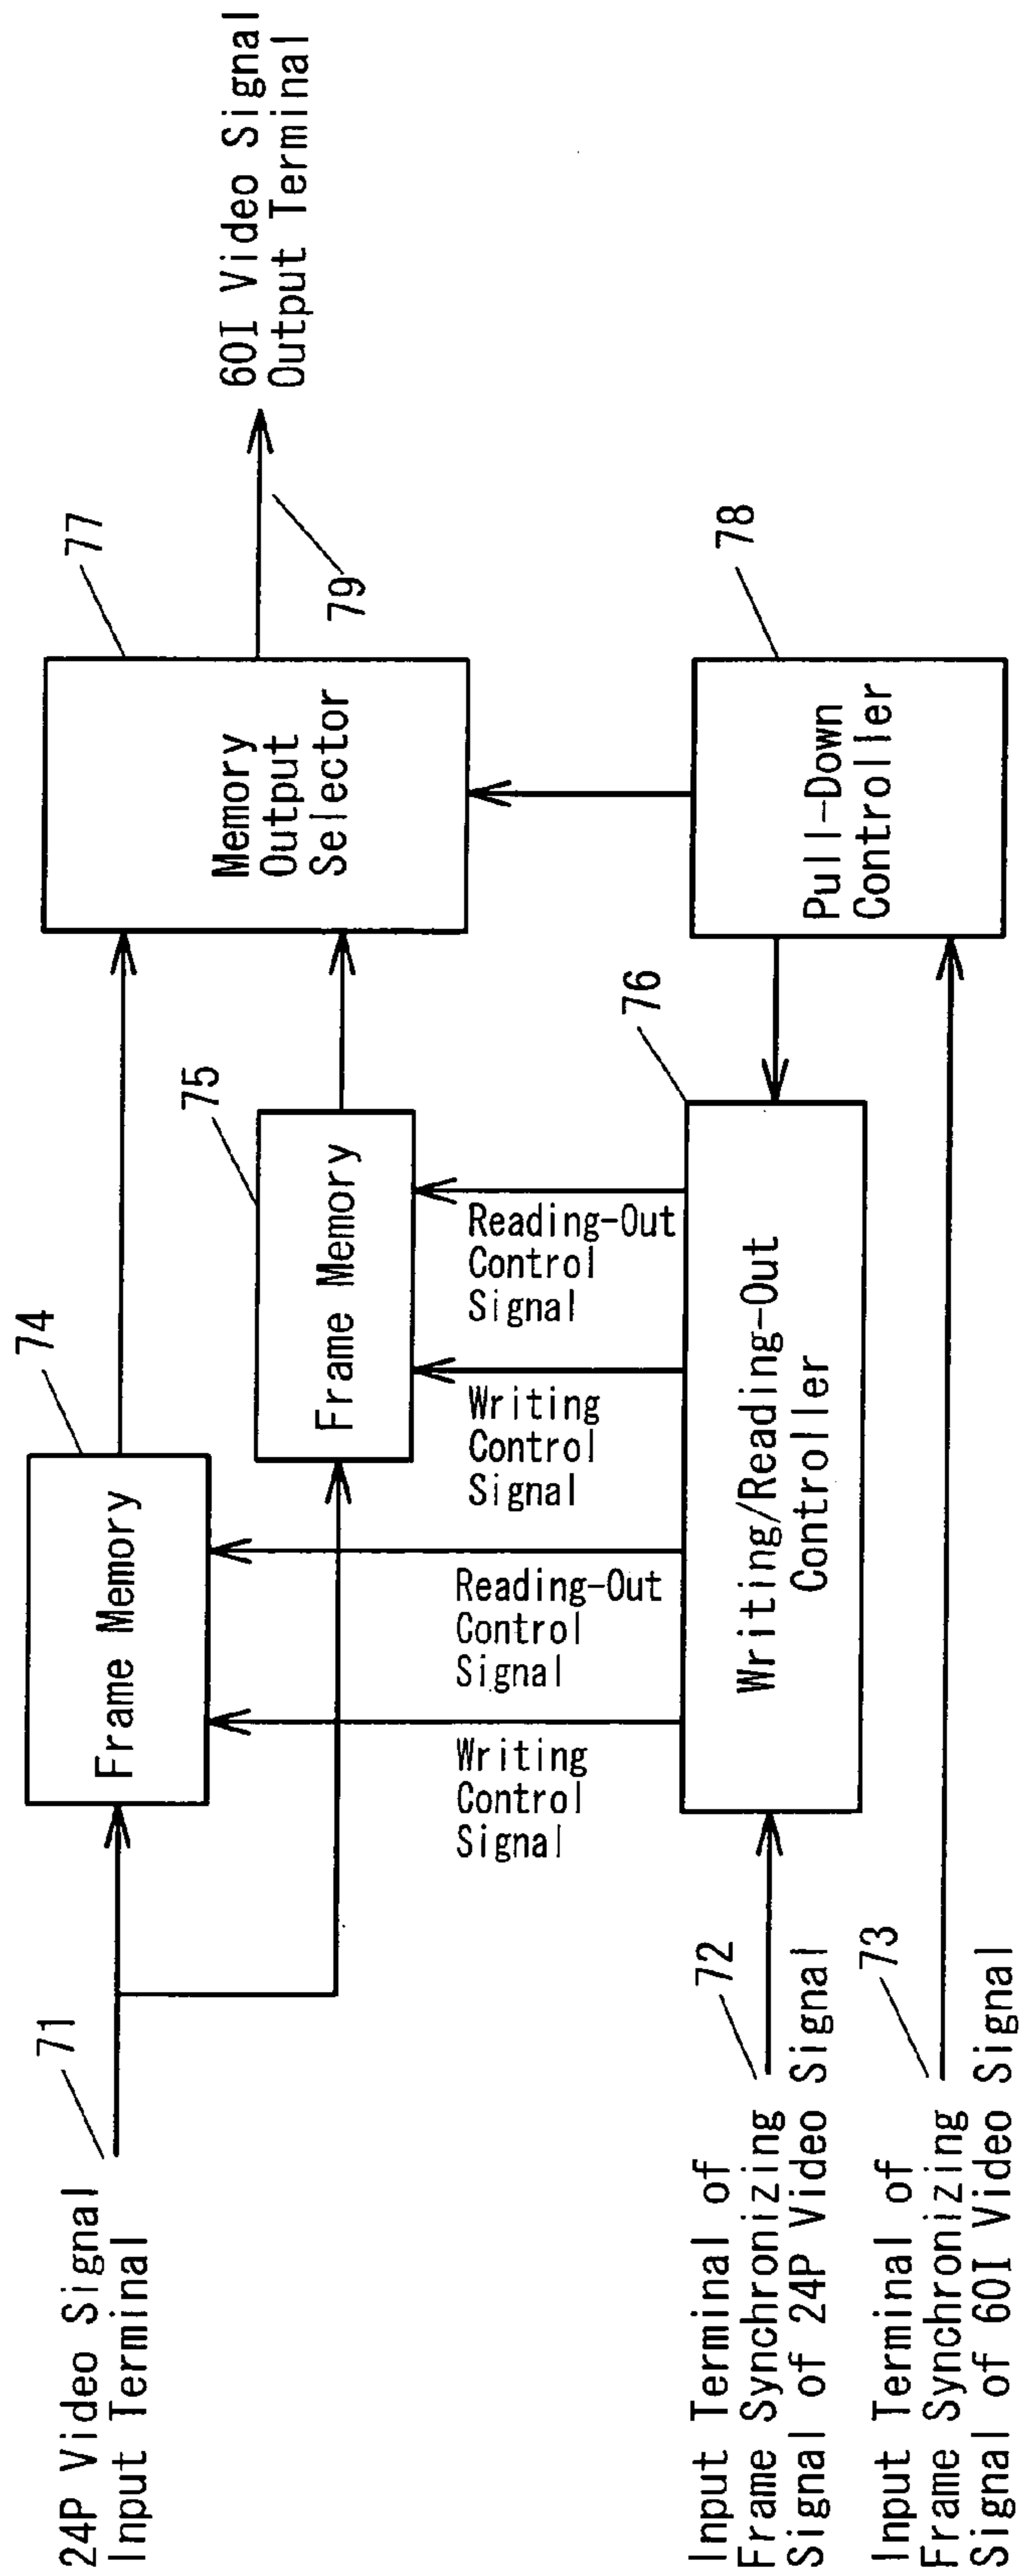 24P Video Signal
Input Terminal
71
Frame Memory
74
Frame Memory
75
Memory
Output
Selector
77
60I Video Signal
Output Terminal
79
Writing
Control
Signal
Reading-Out
Control
Signal
Writing
Control
Signal
Reading-Out
Control
Signal
Input Terminal of
Frame Synchronizing
Signal of 24P Video Signal
72
Writing/Reading-Out
Controller
76
Pull-Down
Controller
78
Input Terminal of
Frame Synchronizing
Signal of 60I Video Signal
73